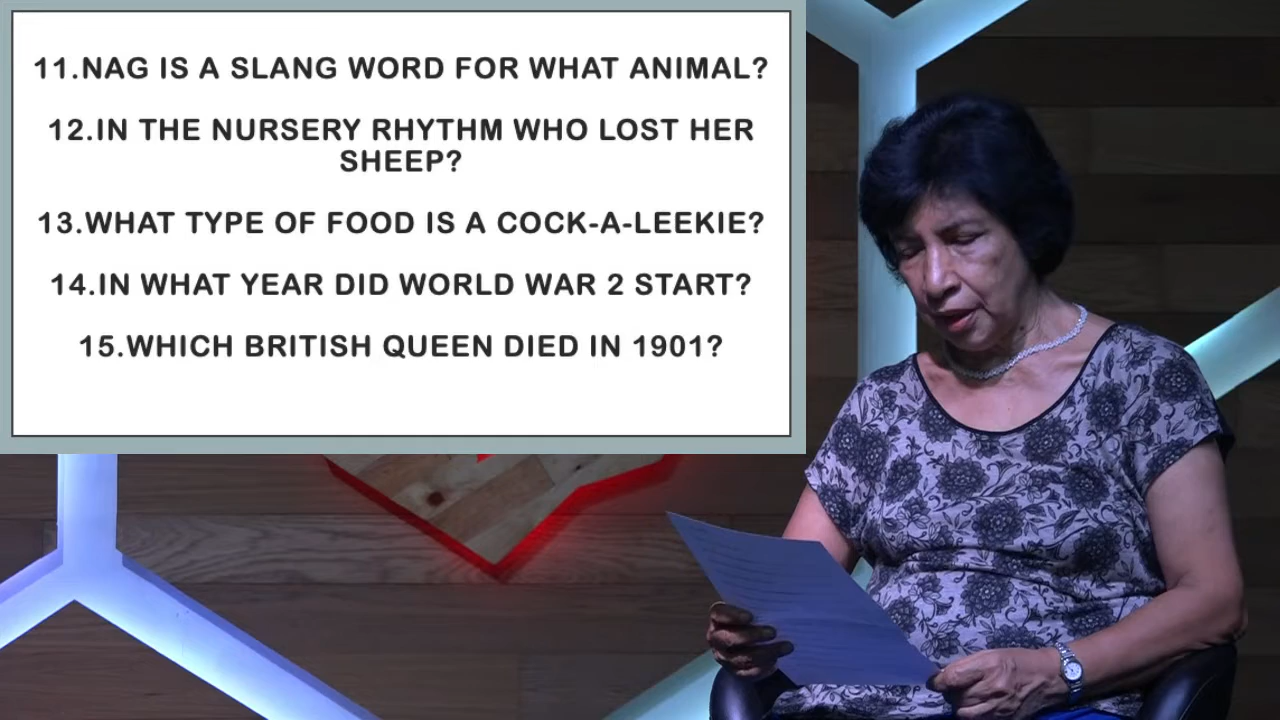 11.NAG IS A SLANG WORD FOR WHAT ANIMAL?
12.IN THE NURSERY RHYTHM WHO LOST HER
SHEEP?
13.WHAT TYPE OF FOOD IS A COCK-A-LEEKIE?
14.IN WHAT YEAR DID WORLD WAR 2 START?
15.WHICH BRITISH QUEEN DIED IN 1901?